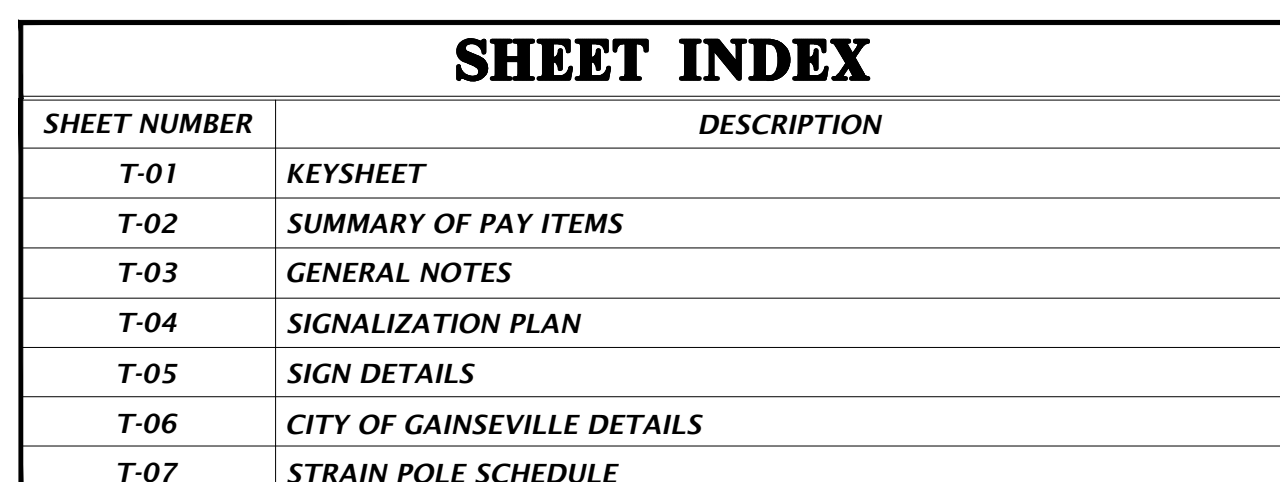 SHEET INDEX
SHEET NUMBER DESCRIPTION
T-01 KEYSHEET
T-02 SUMMARY OF PAY ITEMS
T-03 GENERAL NOTES
T-04 SIGNALIZATION PLAN
T-05 SIGN DETAILS
T-06 CITY OF GAINSEVILLE DETAILS
T-07 STRAIN POLE SCHEDULE